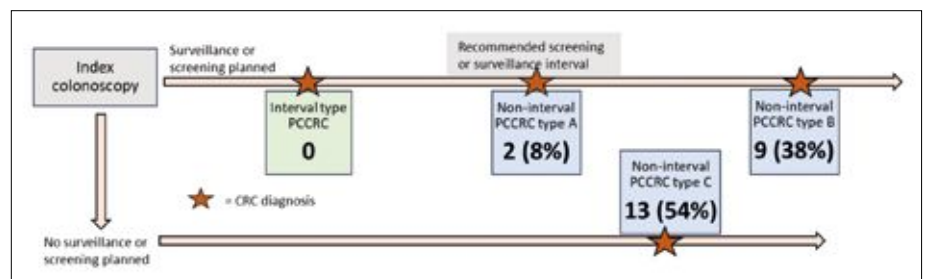 Index
colonoscopy
Surveillance or
screening planned
Recommended screening
or surveillance interval
Interval type
PCCRC
0
Non-interval
PCCRC type A
2 (8%)
Non-interval
PCCRC type B
9 (38%)
Non-interval
PCCRC type C
13 (54%)
= CRC diagnosis
No surveillance or
screening planned